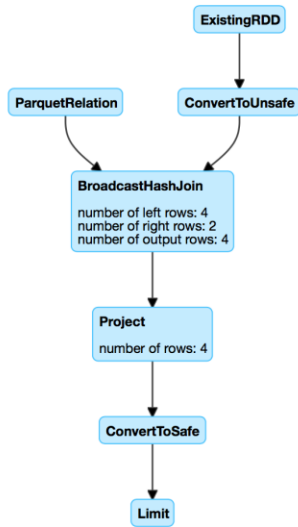 ExistingRDD
ParquetRelation
ConvertToUnsafe
BroadcastHashJoin
number of left rows: 4
number of right rows: 2
number of output rows: 4
Project
number of rows: 4
ConvertToSafe
Limit